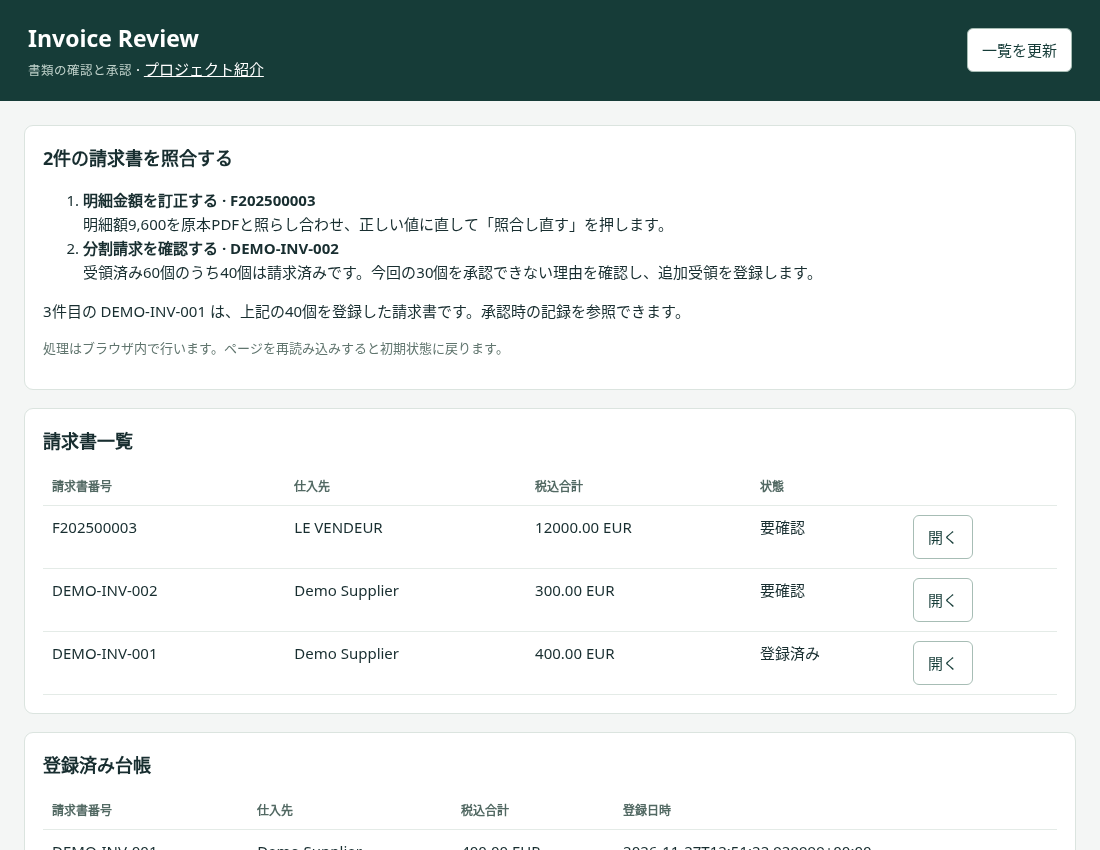 Invoice Review
書類の確認と承認 · プロジェクト紹介
一覧を更新
2件の請求書を照合する
1. 明細金額を訂正する · F202500003
明細額9,600を原本PDFと照らし合わせ、正しい値に直して「照合し直す」を押します。
2. 分割請求を確認する · DEMO-INV-002
受領済み60個のうち40個は請求済みです。今回の30個を承認できない理由を確認し、追加受領を登録します。
3件目の DEMO-INV-001 は、上記の40個を登録した請求書です。承認時の記録を参照できます。
処理はブラウザ内で行います。ページを再読み込みすると初期状態に戻ります。
請求書一覧
請求書番号 仕入先 税込合計 状態
F202500003 LE VENDEUR 12000.00 EUR 要確認 開く
DEMO-INV-002 Demo Supplier 300.00 EUR 要確認 開く
DEMO-INV-001 Demo Supplier 400.00 EUR 登録済み 開く
登録済み台帳
請求書番号 仕入先 税込合計 登録日時
DEMO-INV-001 Demo Supplier 400.00 EUR